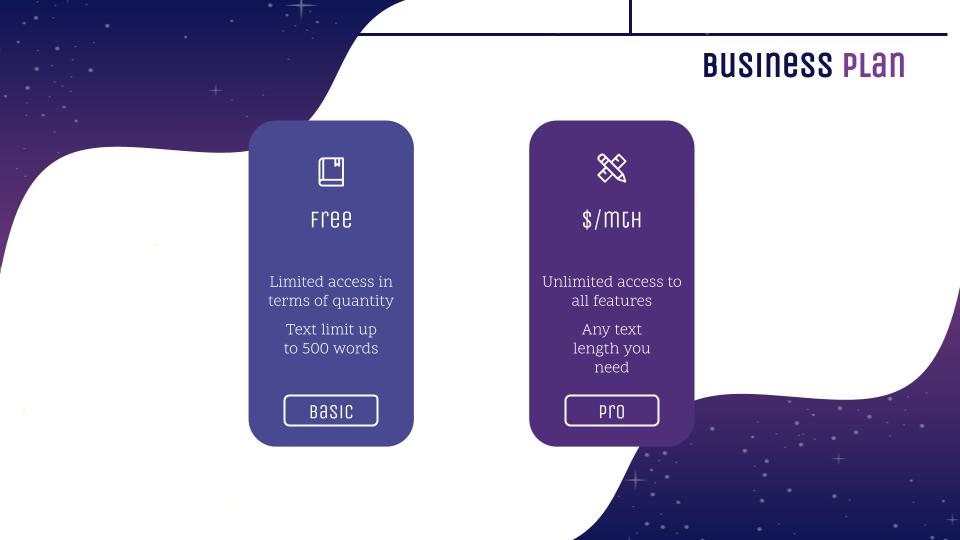 Business Plan
Free
Limited access in
terms of quantity
Text limit up
to 500 words
Basic
$/mth
Unlimited access to
all features
Any text
length you
need
Pro